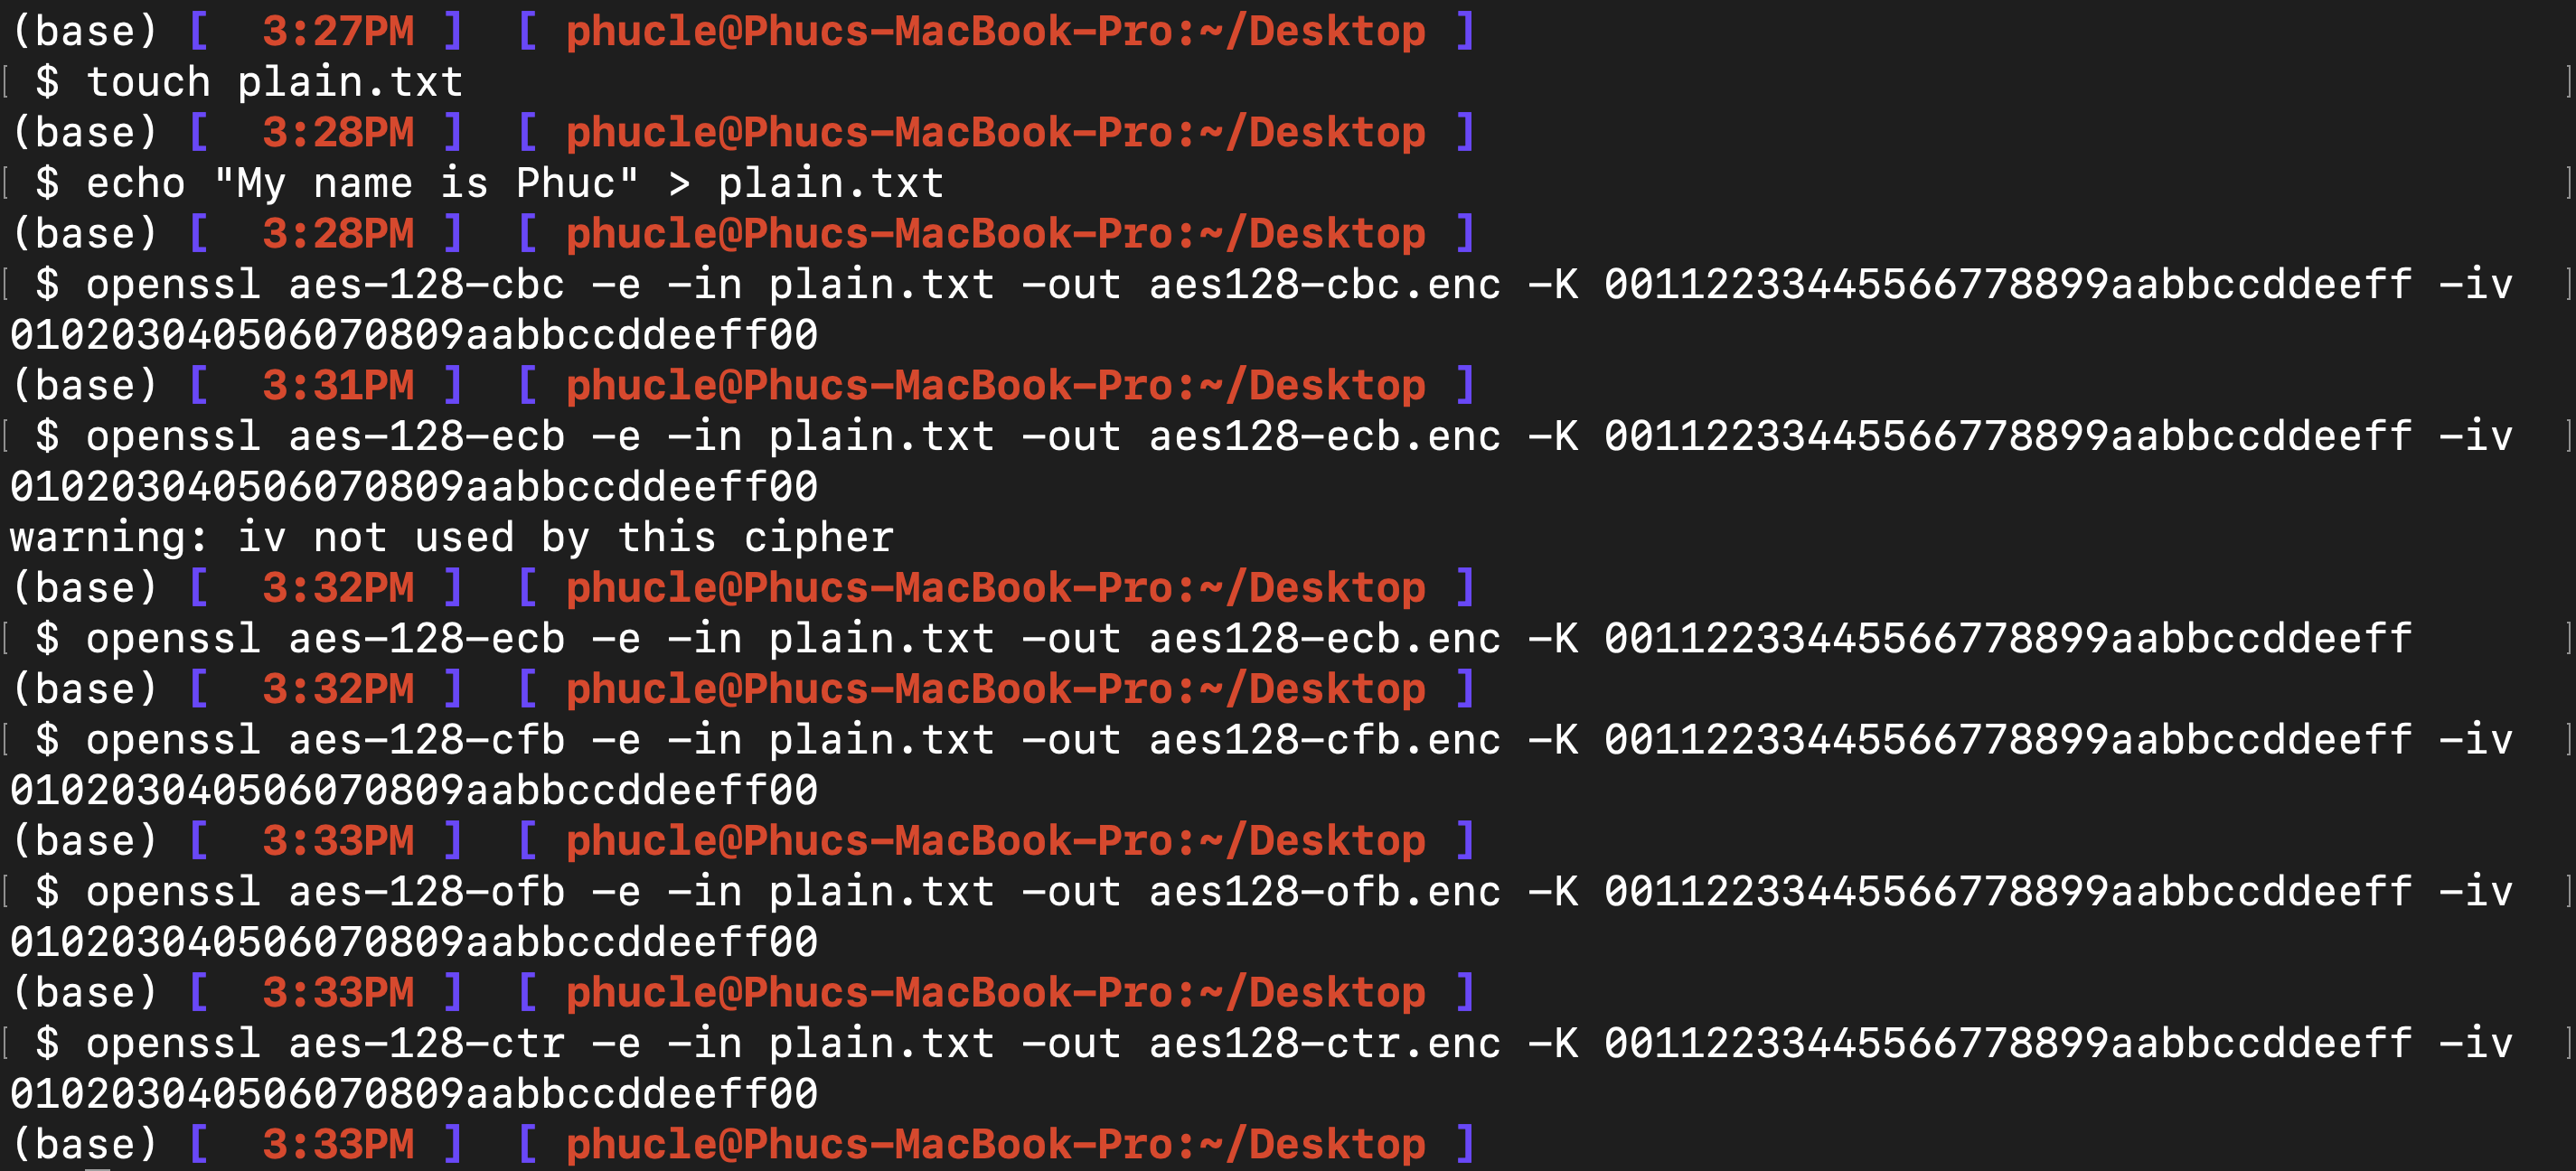 (base) [  3:27PM ]  [ phucle@Phucs-MacBook-Pro:~/Desktop ]
[ $ touch plain.txt ]
(base) [  3:28PM ]  [ phucle@Phucs-MacBook-Pro:~/Desktop ]
[ $ echo "My name is Phuc" > plain.txt ]
(base) [  3:28PM ]  [ phucle@Phucs-MacBook-Pro:~/Desktop ]
[ $ openssl aes-128-cbc -e -in plain.txt -out aes128-cbc.enc -K 00112233445566778899aabbccddeeff -iv ]
010203040506070809aabbccddeeff00
(base) [  3:31PM ]  [ phucle@Phucs-MacBook-Pro:~/Desktop ]
[ $ openssl aes-128-ecb -e -in plain.txt -out aes128-ecb.enc -K 00112233445566778899aabbccddeeff -iv ]
010203040506070809aabbccddeeff00
warning: iv not used by this cipher
(base) [  3:32PM ]  [ phucle@Phucs-MacBook-Pro:~/Desktop ]
[ $ openssl aes-128-ecb -e -in plain.txt -out aes128-ecb.enc -K 00112233445566778899aabbccddeeff ]
(base) [  3:32PM ]  [ phucle@Phucs-MacBook-Pro:~/Desktop ]
[ $ openssl aes-128-cfb -e -in plain.txt -out aes128-cfb.enc -K 00112233445566778899aabbccddeeff -iv ]
010203040506070809aabbccddeeff00
(base) [  3:33PM ]  [ phucle@Phucs-MacBook-Pro:~/Desktop ]
[ $ openssl aes-128-ofb -e -in plain.txt -out aes128-ofb.enc -K 00112233445566778899aabbccddeeff -iv ]
010203040506070809aabbccddeeff00
(base) [  3:33PM ]  [ phucle@Phucs-MacBook-Pro:~/Desktop ]
[ $ openssl aes-128-ctr -e -in plain.txt -out aes128-ctr.enc -K 00112233445566778899aabbccddeeff -iv ]
010203040506070809aabbccddeeff00
(base) [  3:33PM ]  [ phucle@Phucs-MacBook-Pro:~/Desktop ]